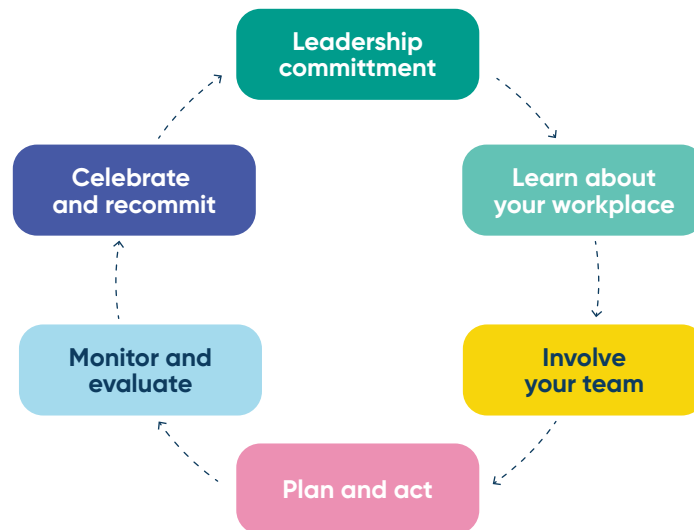 Leadership
committment
Learn about
your workplace
Involve
your team
Plan and act
Monitor and
evaluate
Celebrate
and recommit